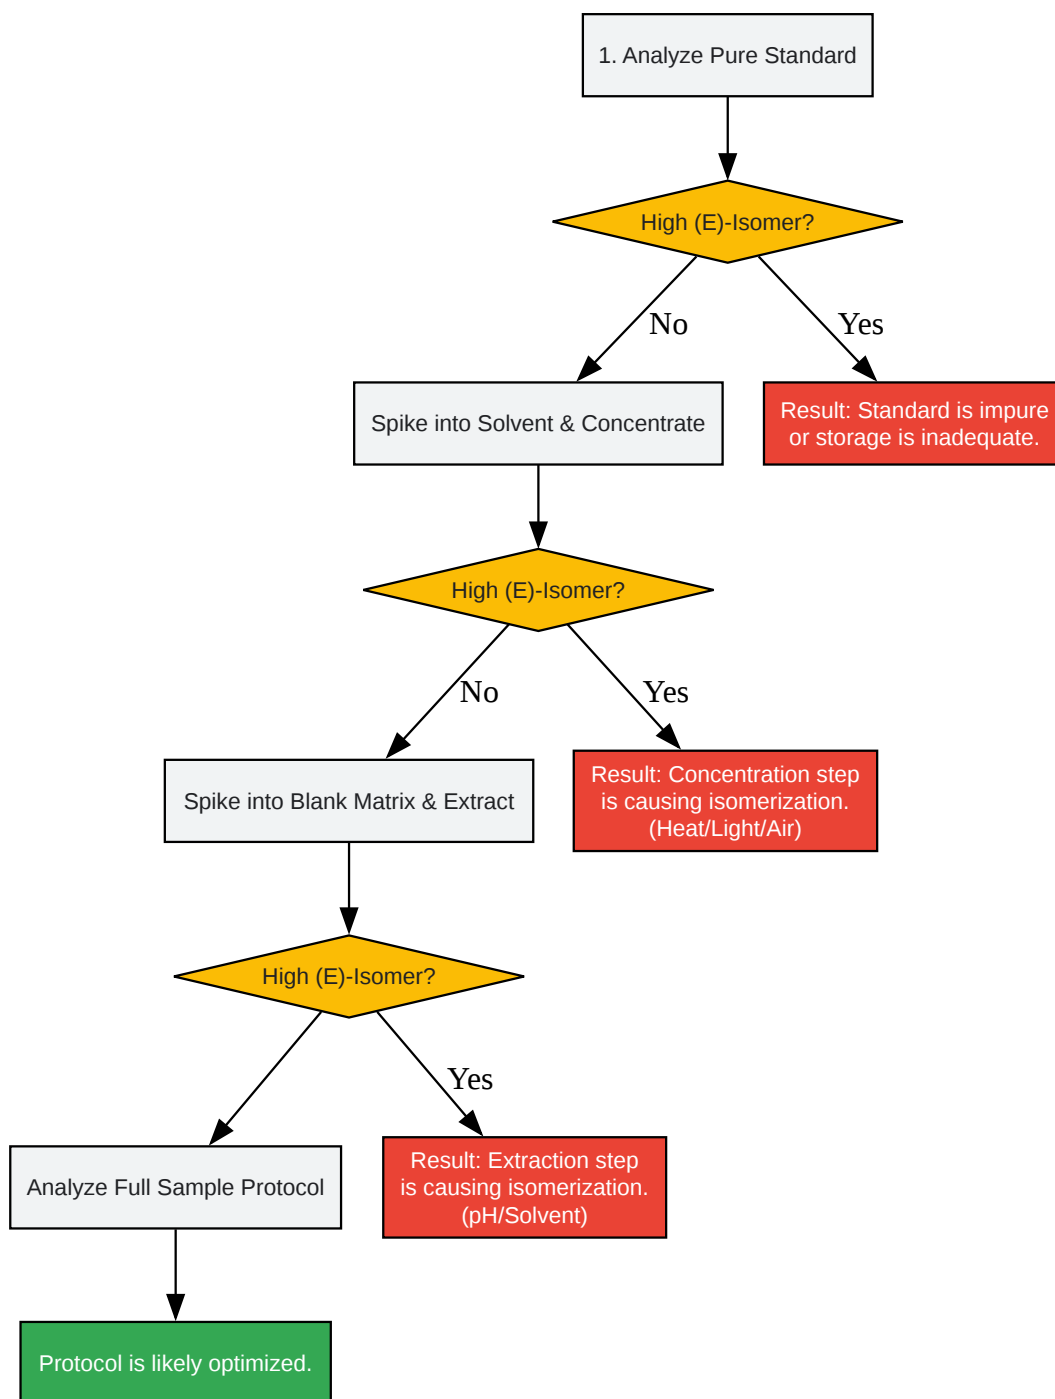 1. Analyze Pure Standard
High (E)-Isomer?
No
Yes
Spike into Solvent & Concentrate
Result: Standard is impure
or storage is inadequate.
High (E)-Isomer?
No
Yes
Spike into Blank Matrix & Extract
Result: Concentration step
is causing isomerization.
(Heat/Light/Air)
High (E)-Isomer?
Yes
Analyze Full Sample Protocol
Result: Extraction step
is causing isomerization.
(pH/Solvent)
Protocol is likely optimized.